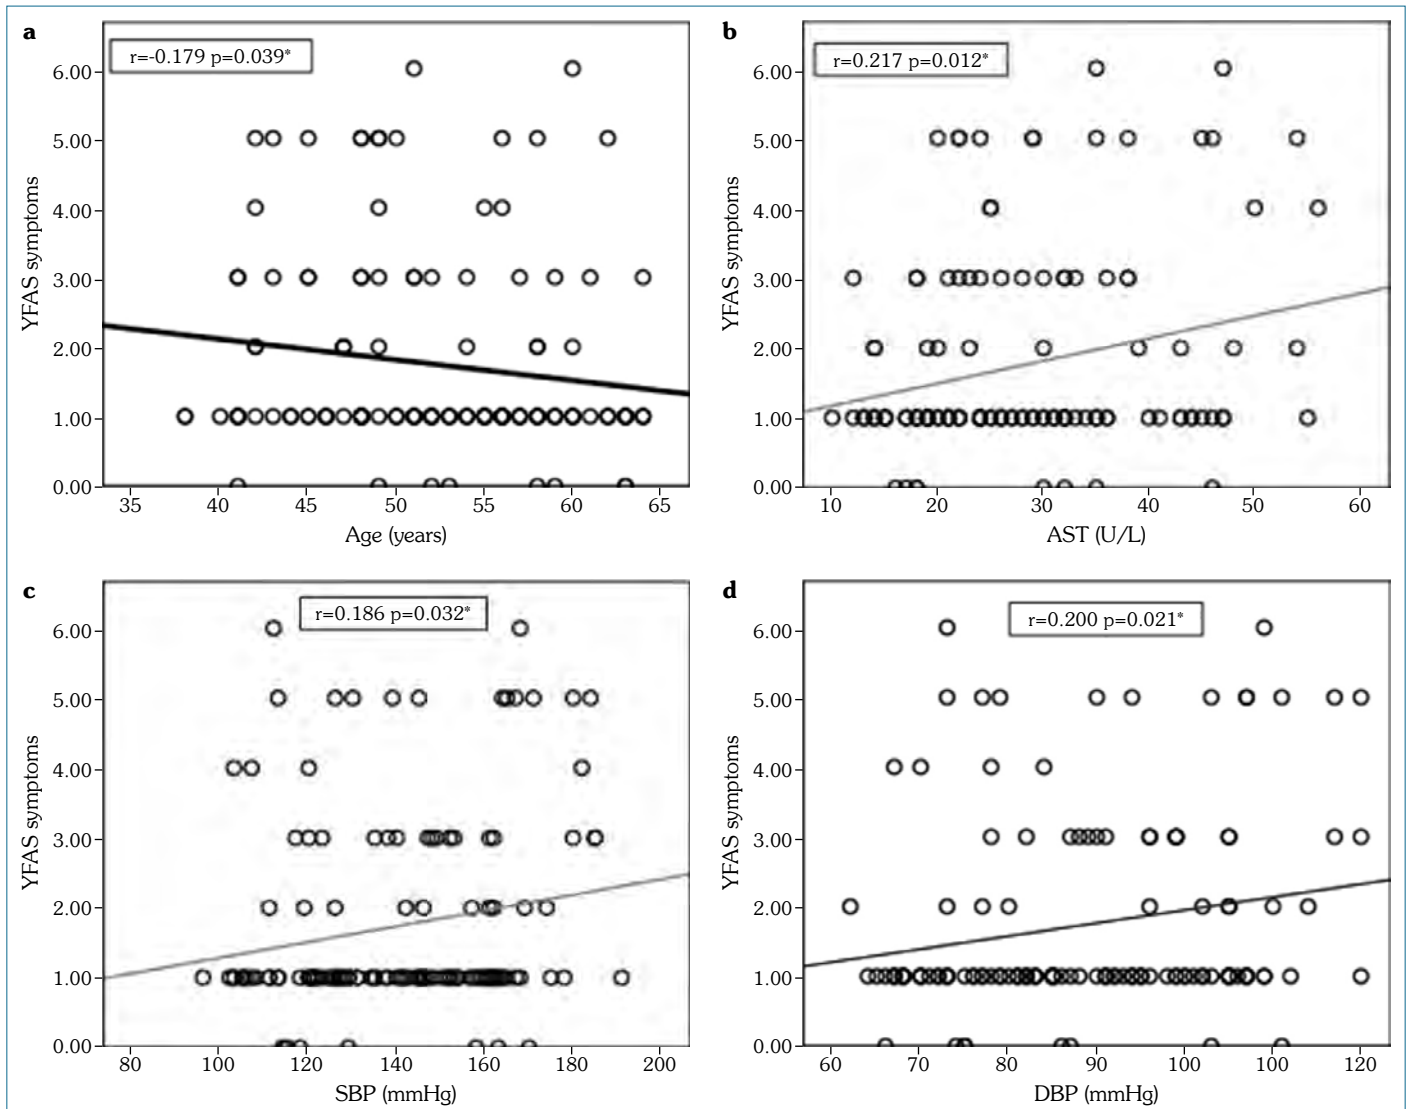 a
r=-0.179 p=0.039*
YFAS symptoms
6.00
5.00
4.00
3.00
2.00
1.00
0.00
35 40 45 50 55 60 65
Age (years)
b
r=0.217 p=0.012*
YFAS symptoms
6.00
5.00
4.00
3.00
2.00
1.00
0.00
10 20 30 40 50 60
AST (U/L)
c
r=0.186 p=0.032*
YFAS symptoms
6.00
5.00
4.00
3.00
2.00
1.00
0.00
80 100 120 140 160 180 200
SBP (mmHg)
d
r=0.200 p=0.021*
YFAS symptoms
6.00
5.00
4.00
3.00
2.00
1.00
0.00
60 70 80 90 100 100 120
DBP (mmHg)